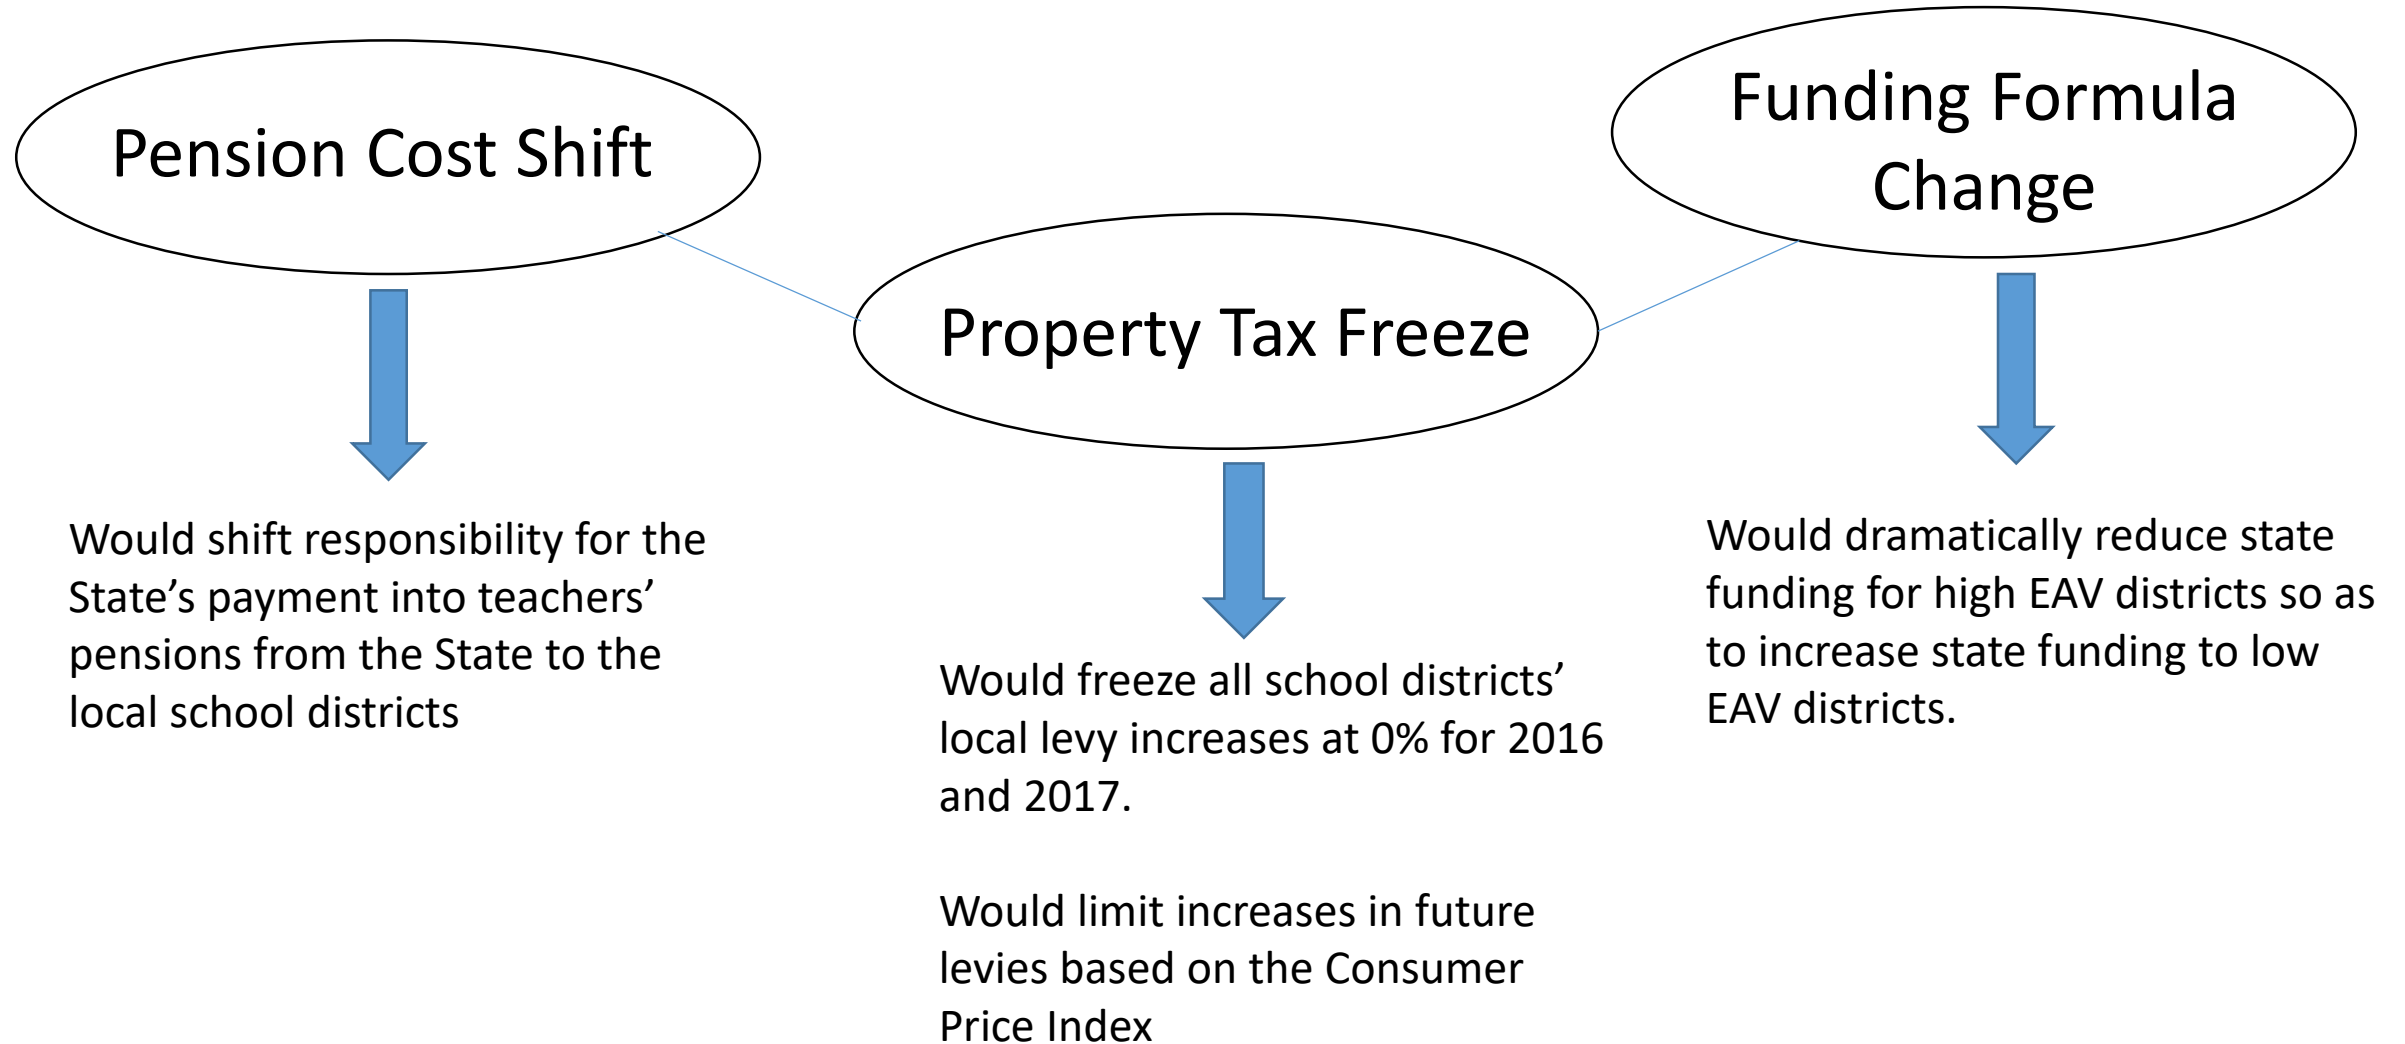 Pension Cost Shift
Would shift responsibility for the
State’s payment into teachers’
pensions from the State to the
local school districts
Property Tax Freeze
Would freeze all school districts’
local levy increases at 0% for 2016
and 2017.
Would limit increases in future
levies based on the Consumer
Price Index
Funding Formula
Change
Would dramatically reduce state
funding for high EAV districts so as
to increase state funding to low
EAV districts.